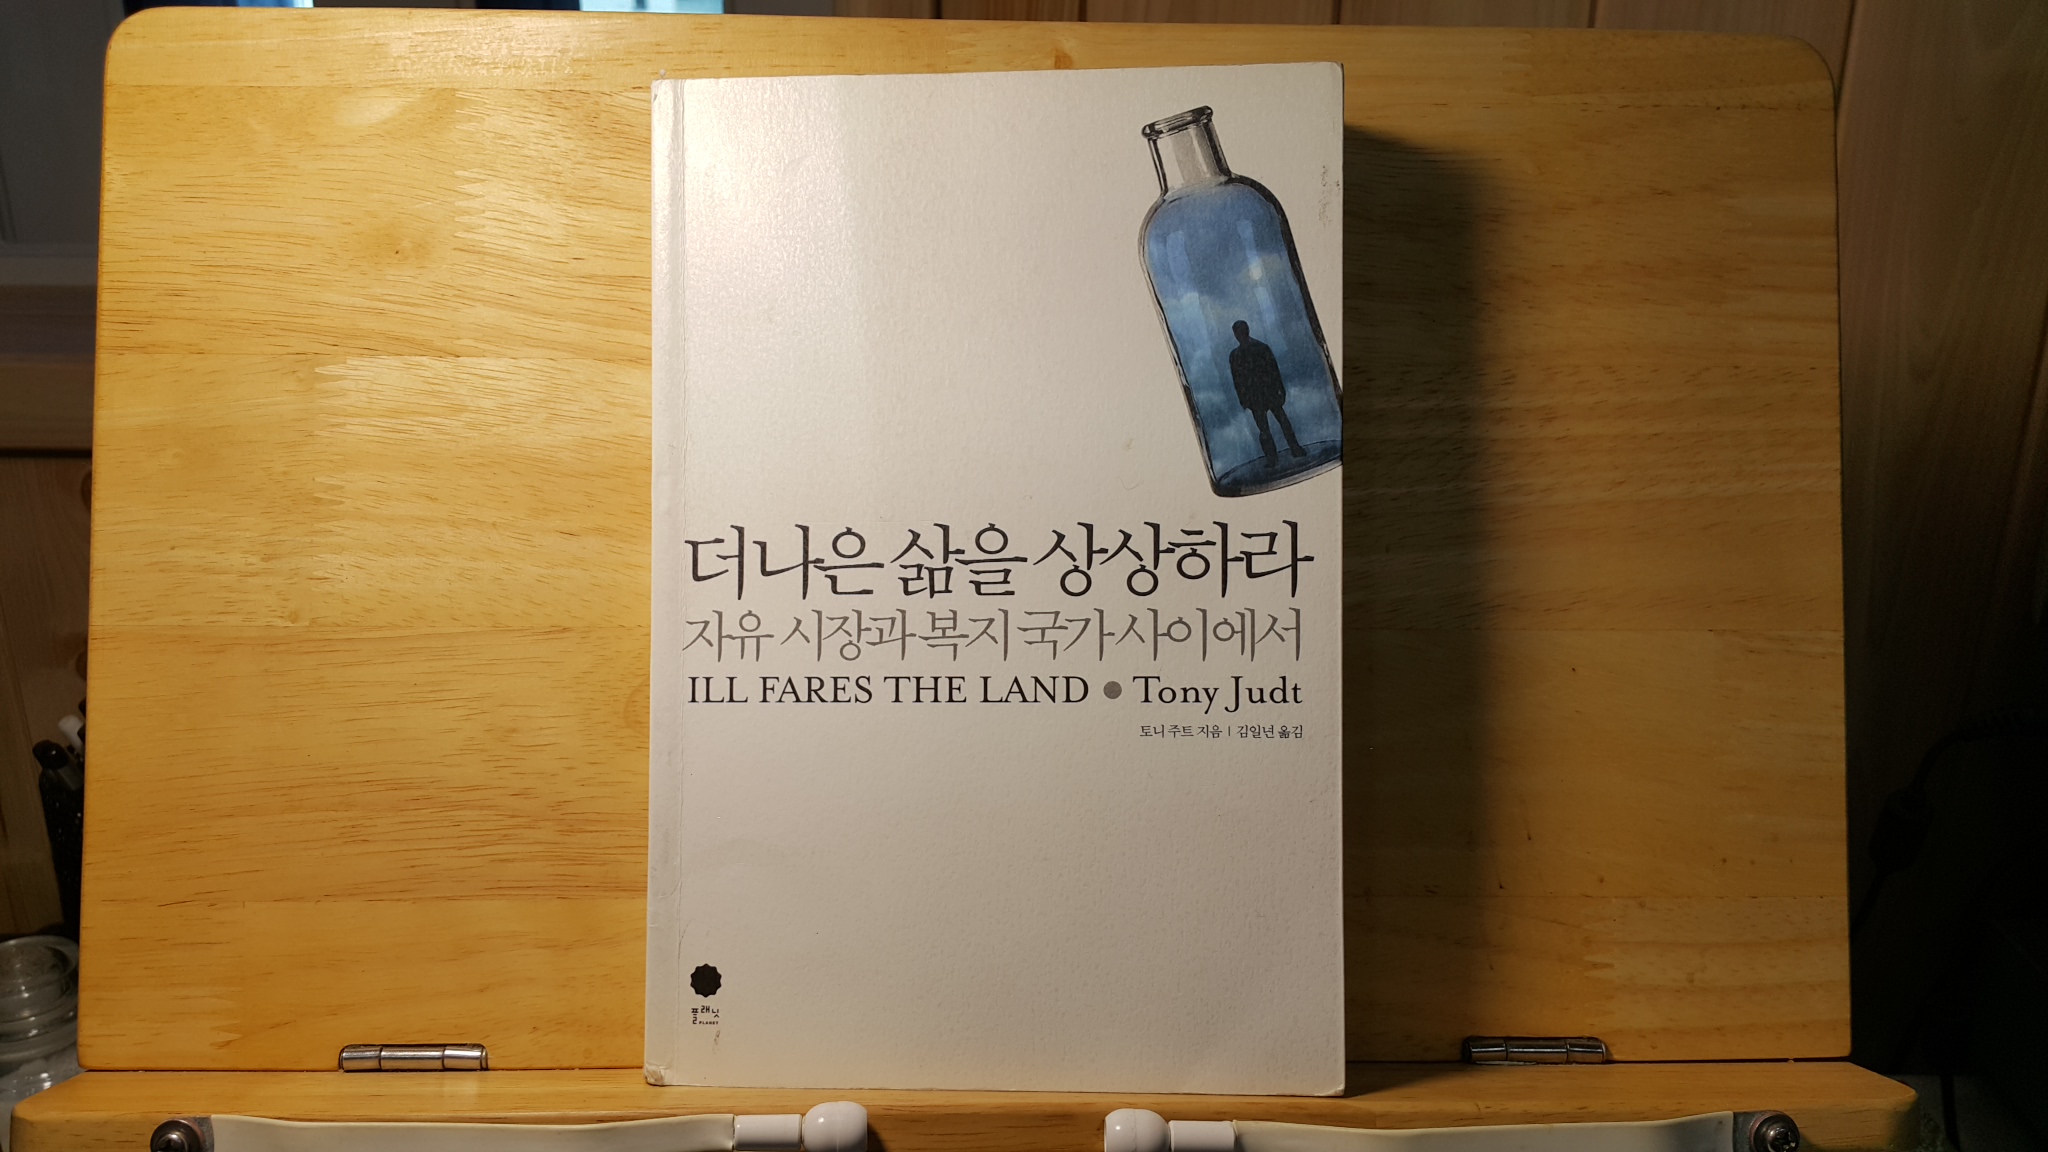 더 나은 삶을 상상하라
자유 시장과 복지 국가 사이에서
ILL FARES THE LAND ● Tony Judt
토니 주트 지음 | 김일년 옮김
플래닛
PLANET